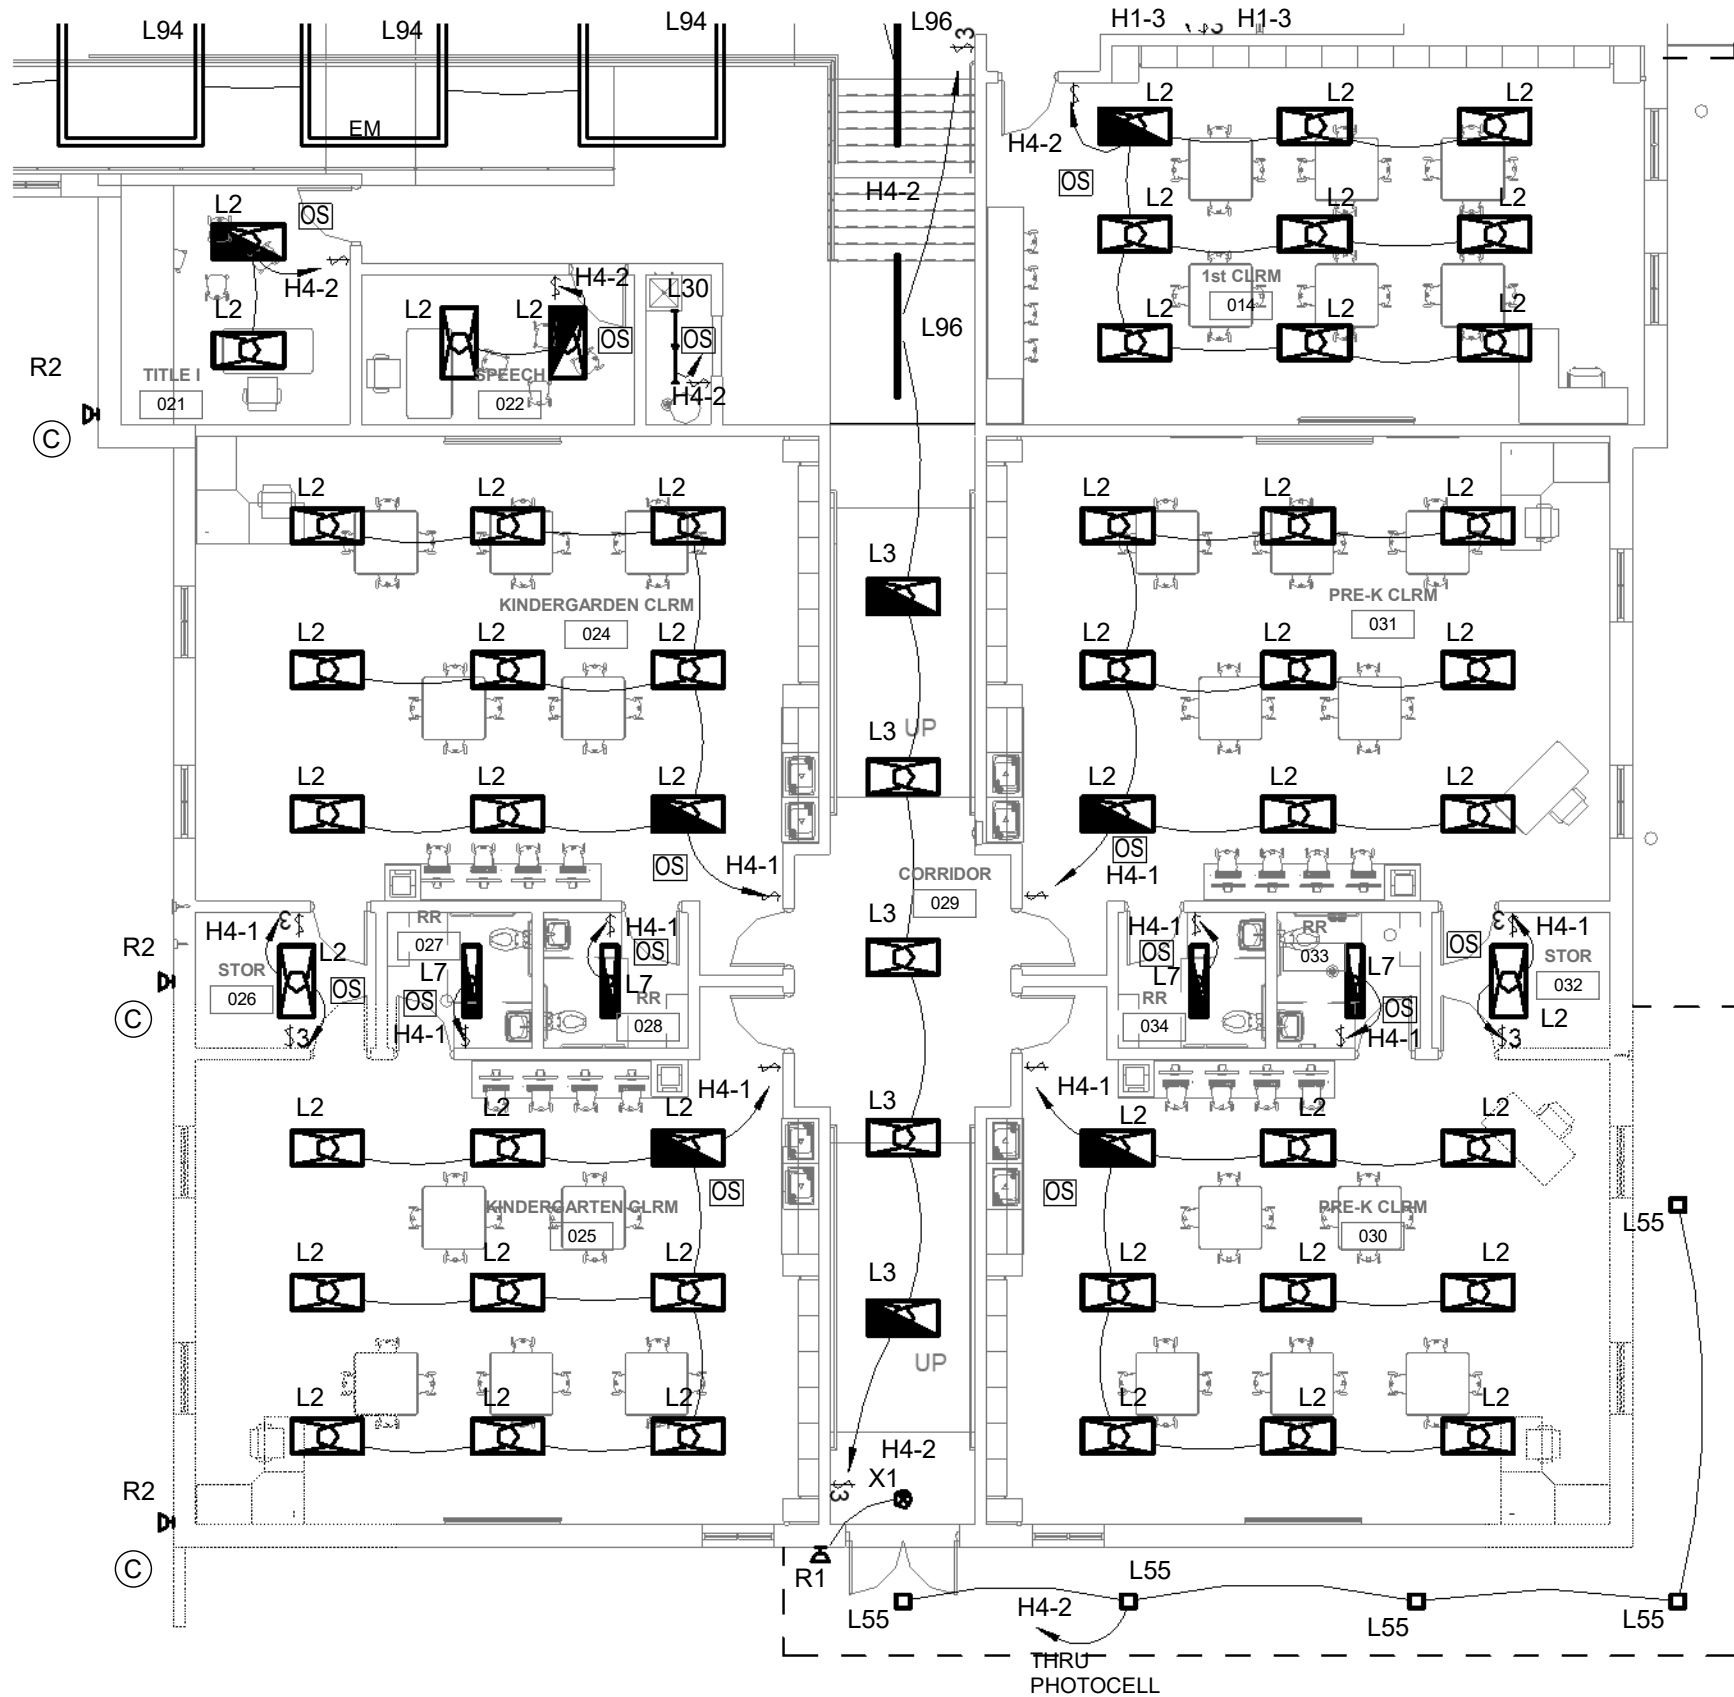 L94
L94
L94
L96
3
H1-3
$3
H1-3
EM
L2
L2
L2
H4-2
OS
H4-2
L2
OS
L2
L2
L2
H4-2
L2
H4-2
L30
1st CLRM
014
L2
L2
OS
OS
L96
L2
L2
L2
R2
TITLE I
021
SPEECH
022
H4-2
C
L2
L2
L2
L2
L2
L2
L3
KINDERGARDEN CLRM
024
PRE-K CLRM
031
L2
L2
L2
L2
L2
L2
UP
L3
L2
L2
L2
L2
L2
L2
OS
H4-1
OS
H4-1
CORRIDOR
029
L3
R2
H4-1
3
L2
RR
027
H4-1
OS
H4-1
OS
RR
033
OS
3
H4-1
STOR
026
OS
OS
L7
RR
028
L7
RR
034
L7
OS
STOR
032
C
$3
H4-1
H4-1
$3
L2
H4-1
H4-1
L2
L2
L2
L3
L2
L2
L2
OS
OS
KINDERGARTEN CLRM
025
PRE-K CLRM
030
L55
L2
L2
L2
L3
L2
L2
L2
UP
L2
L2
L2
L2
L2
L2
H4-2
X1
3
R2
C
R1
L55
L55
H4-2
L55
L55
THRU
PHOTOCELL